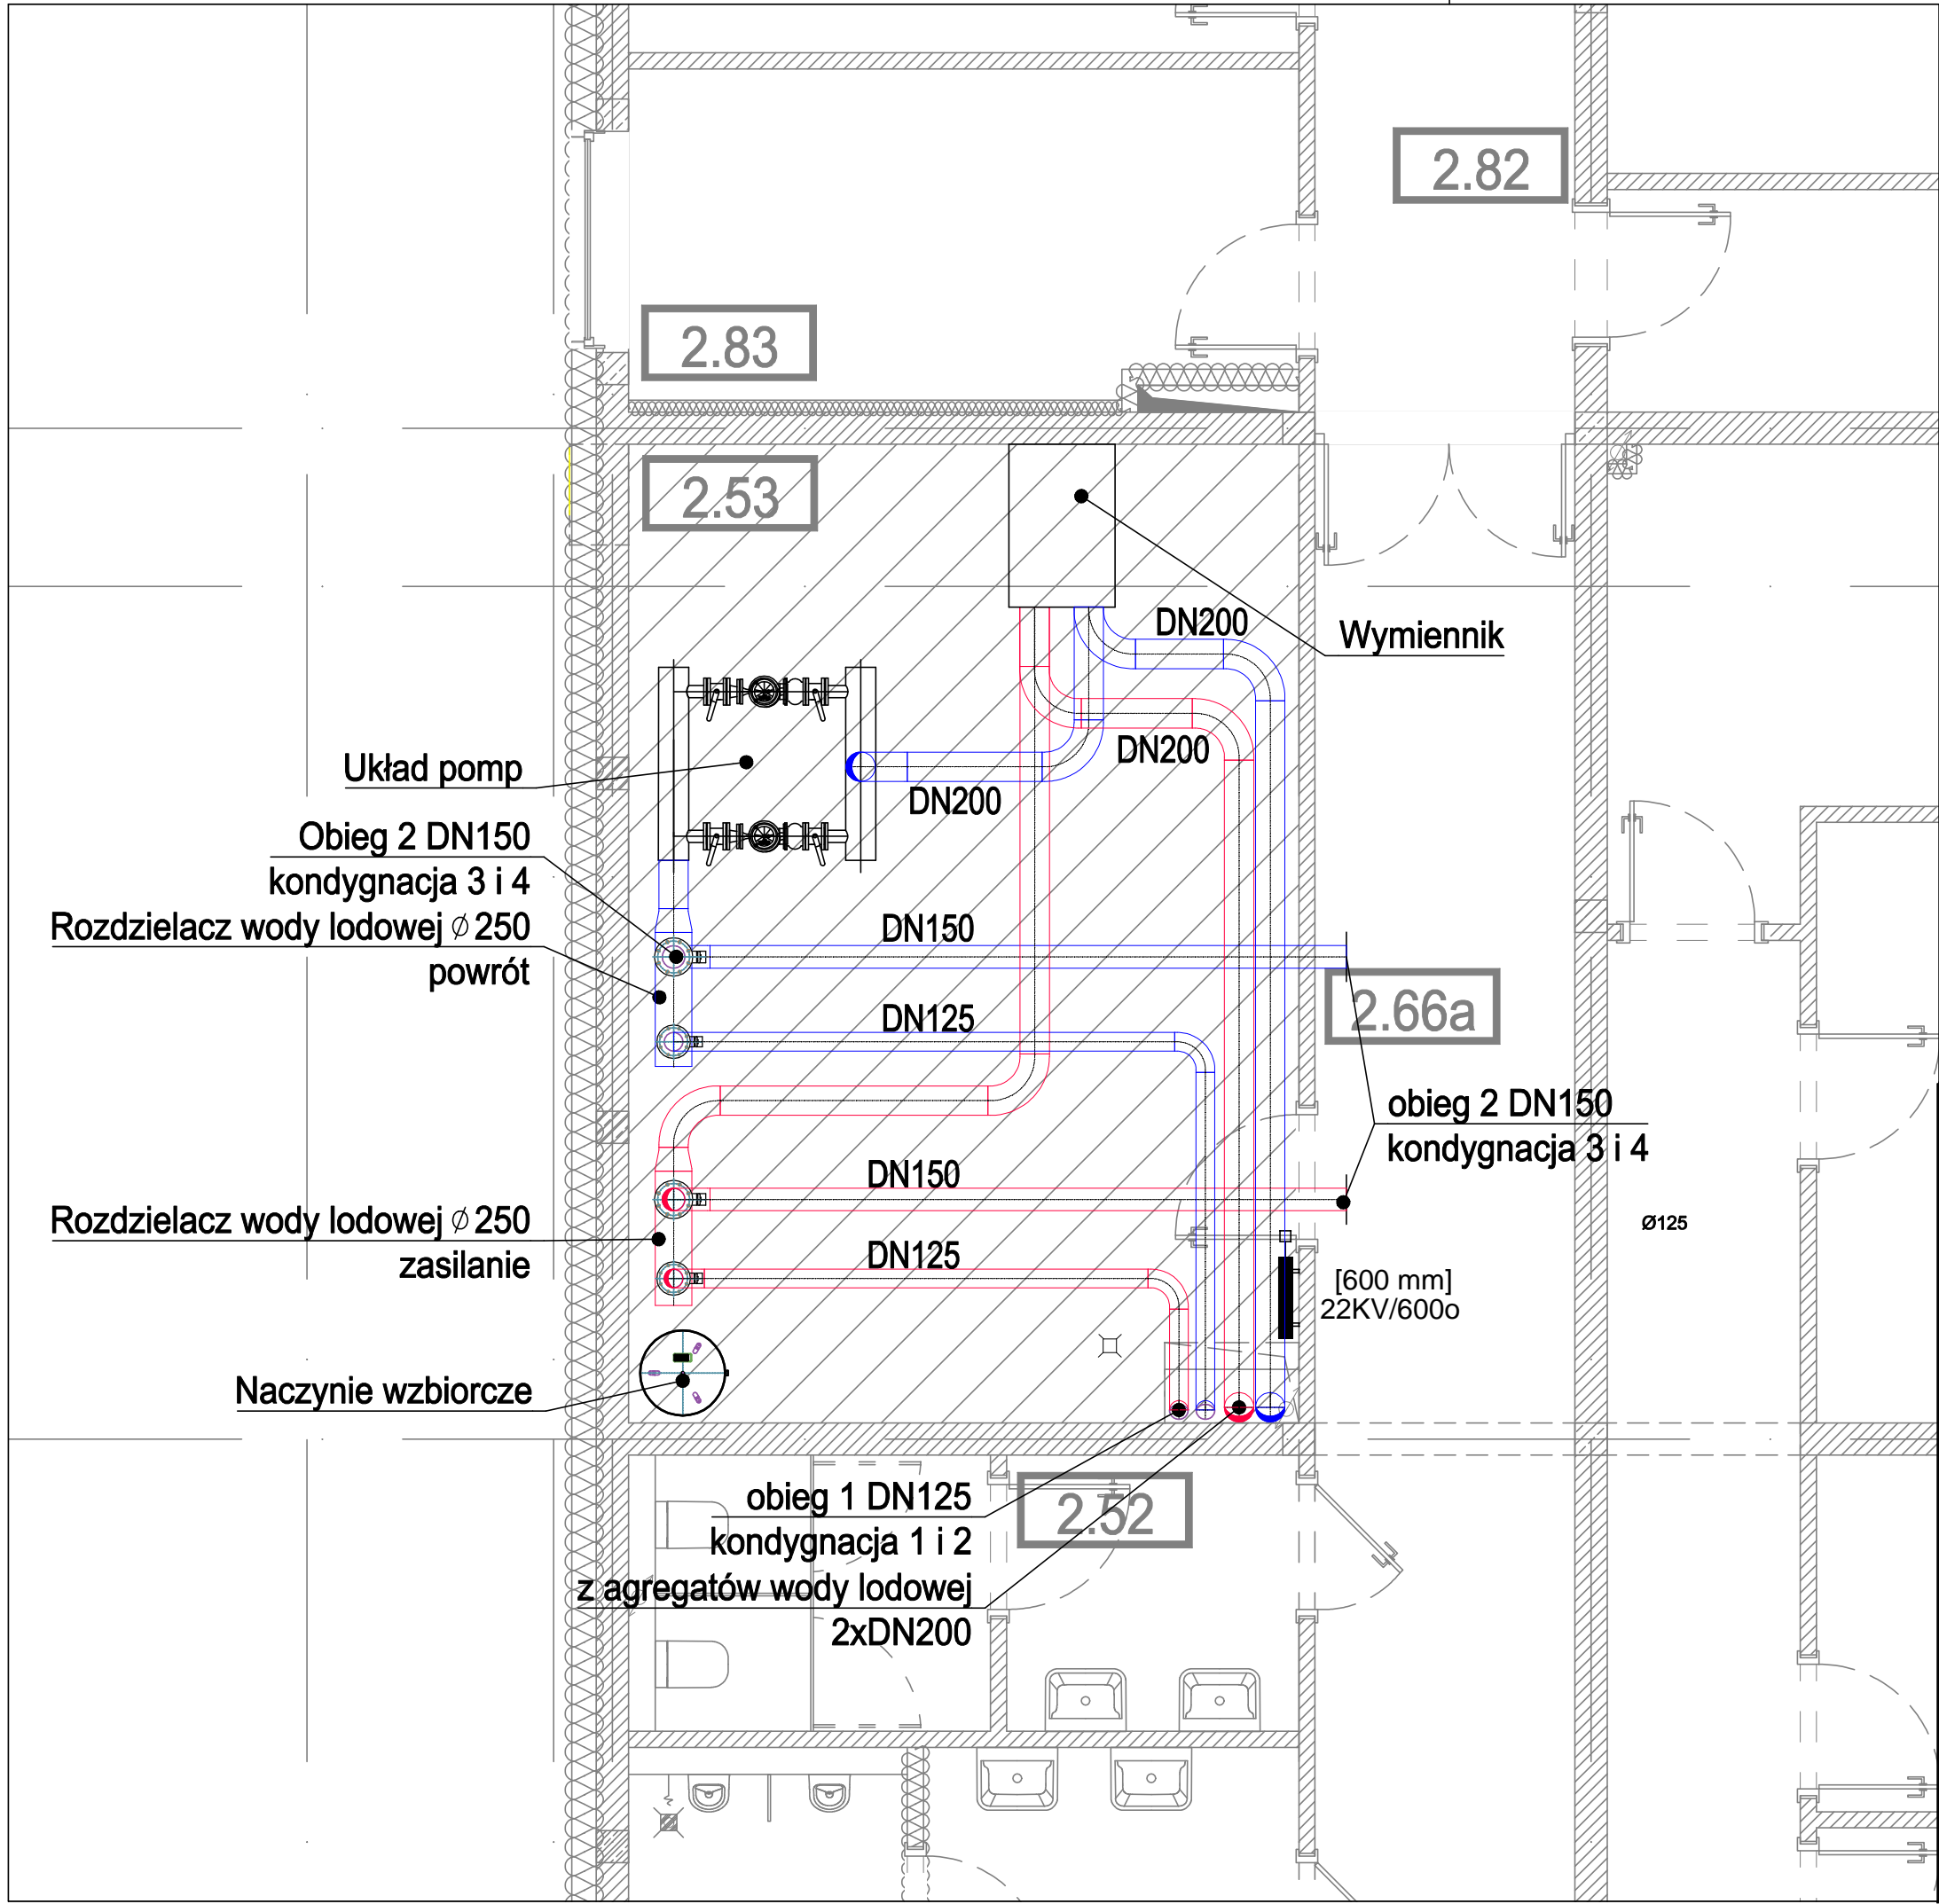 2.82
2.83
2.53
DN200
Wymiennik
DN200
Układ pomp
DN200
Obieg 2 DN150
kondygnacja 3 i 4
Rozdzielacz wody lodowej ∅ 250
powrót
DN150
2.66a
DN125
obieg 2 DN150
kondygnacja 3 i 4
DN150
Rozdzielacz wody lodowej ∅ 250
zasilanie
Ø125
DN125
[600 mm]
22KV/600o
Naczynie wzbiorcze
obieg 1 DN125
kondygnacja 1 i 2
2.52
z agregatów wody lodowej
2xDN200